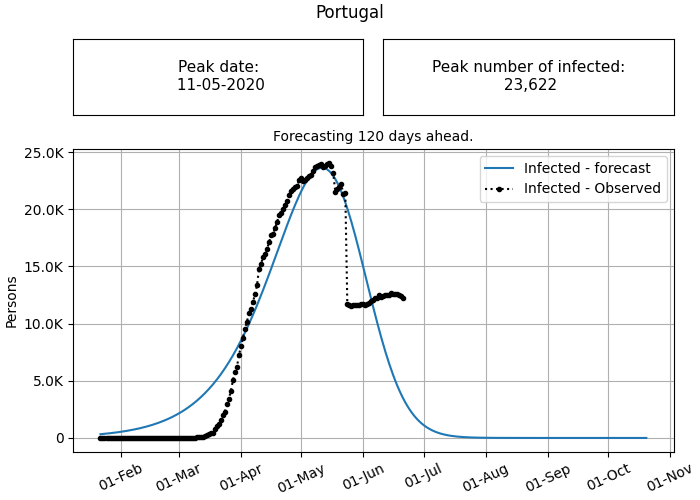 Portugal
Peak date:
11-05-2020
Peak number of infected:
23,622
Forecasting 120 days ahead.
25.0K
20.0K
15.0K
10.0K
5.0K
0
Persons
Infected - forecast
Infected - Observed
01-Feb
01-Mar
01-Apr
01-May
01-Jun
01-Jul
01-Aug
01-Sep
01-Oct
01-Nov